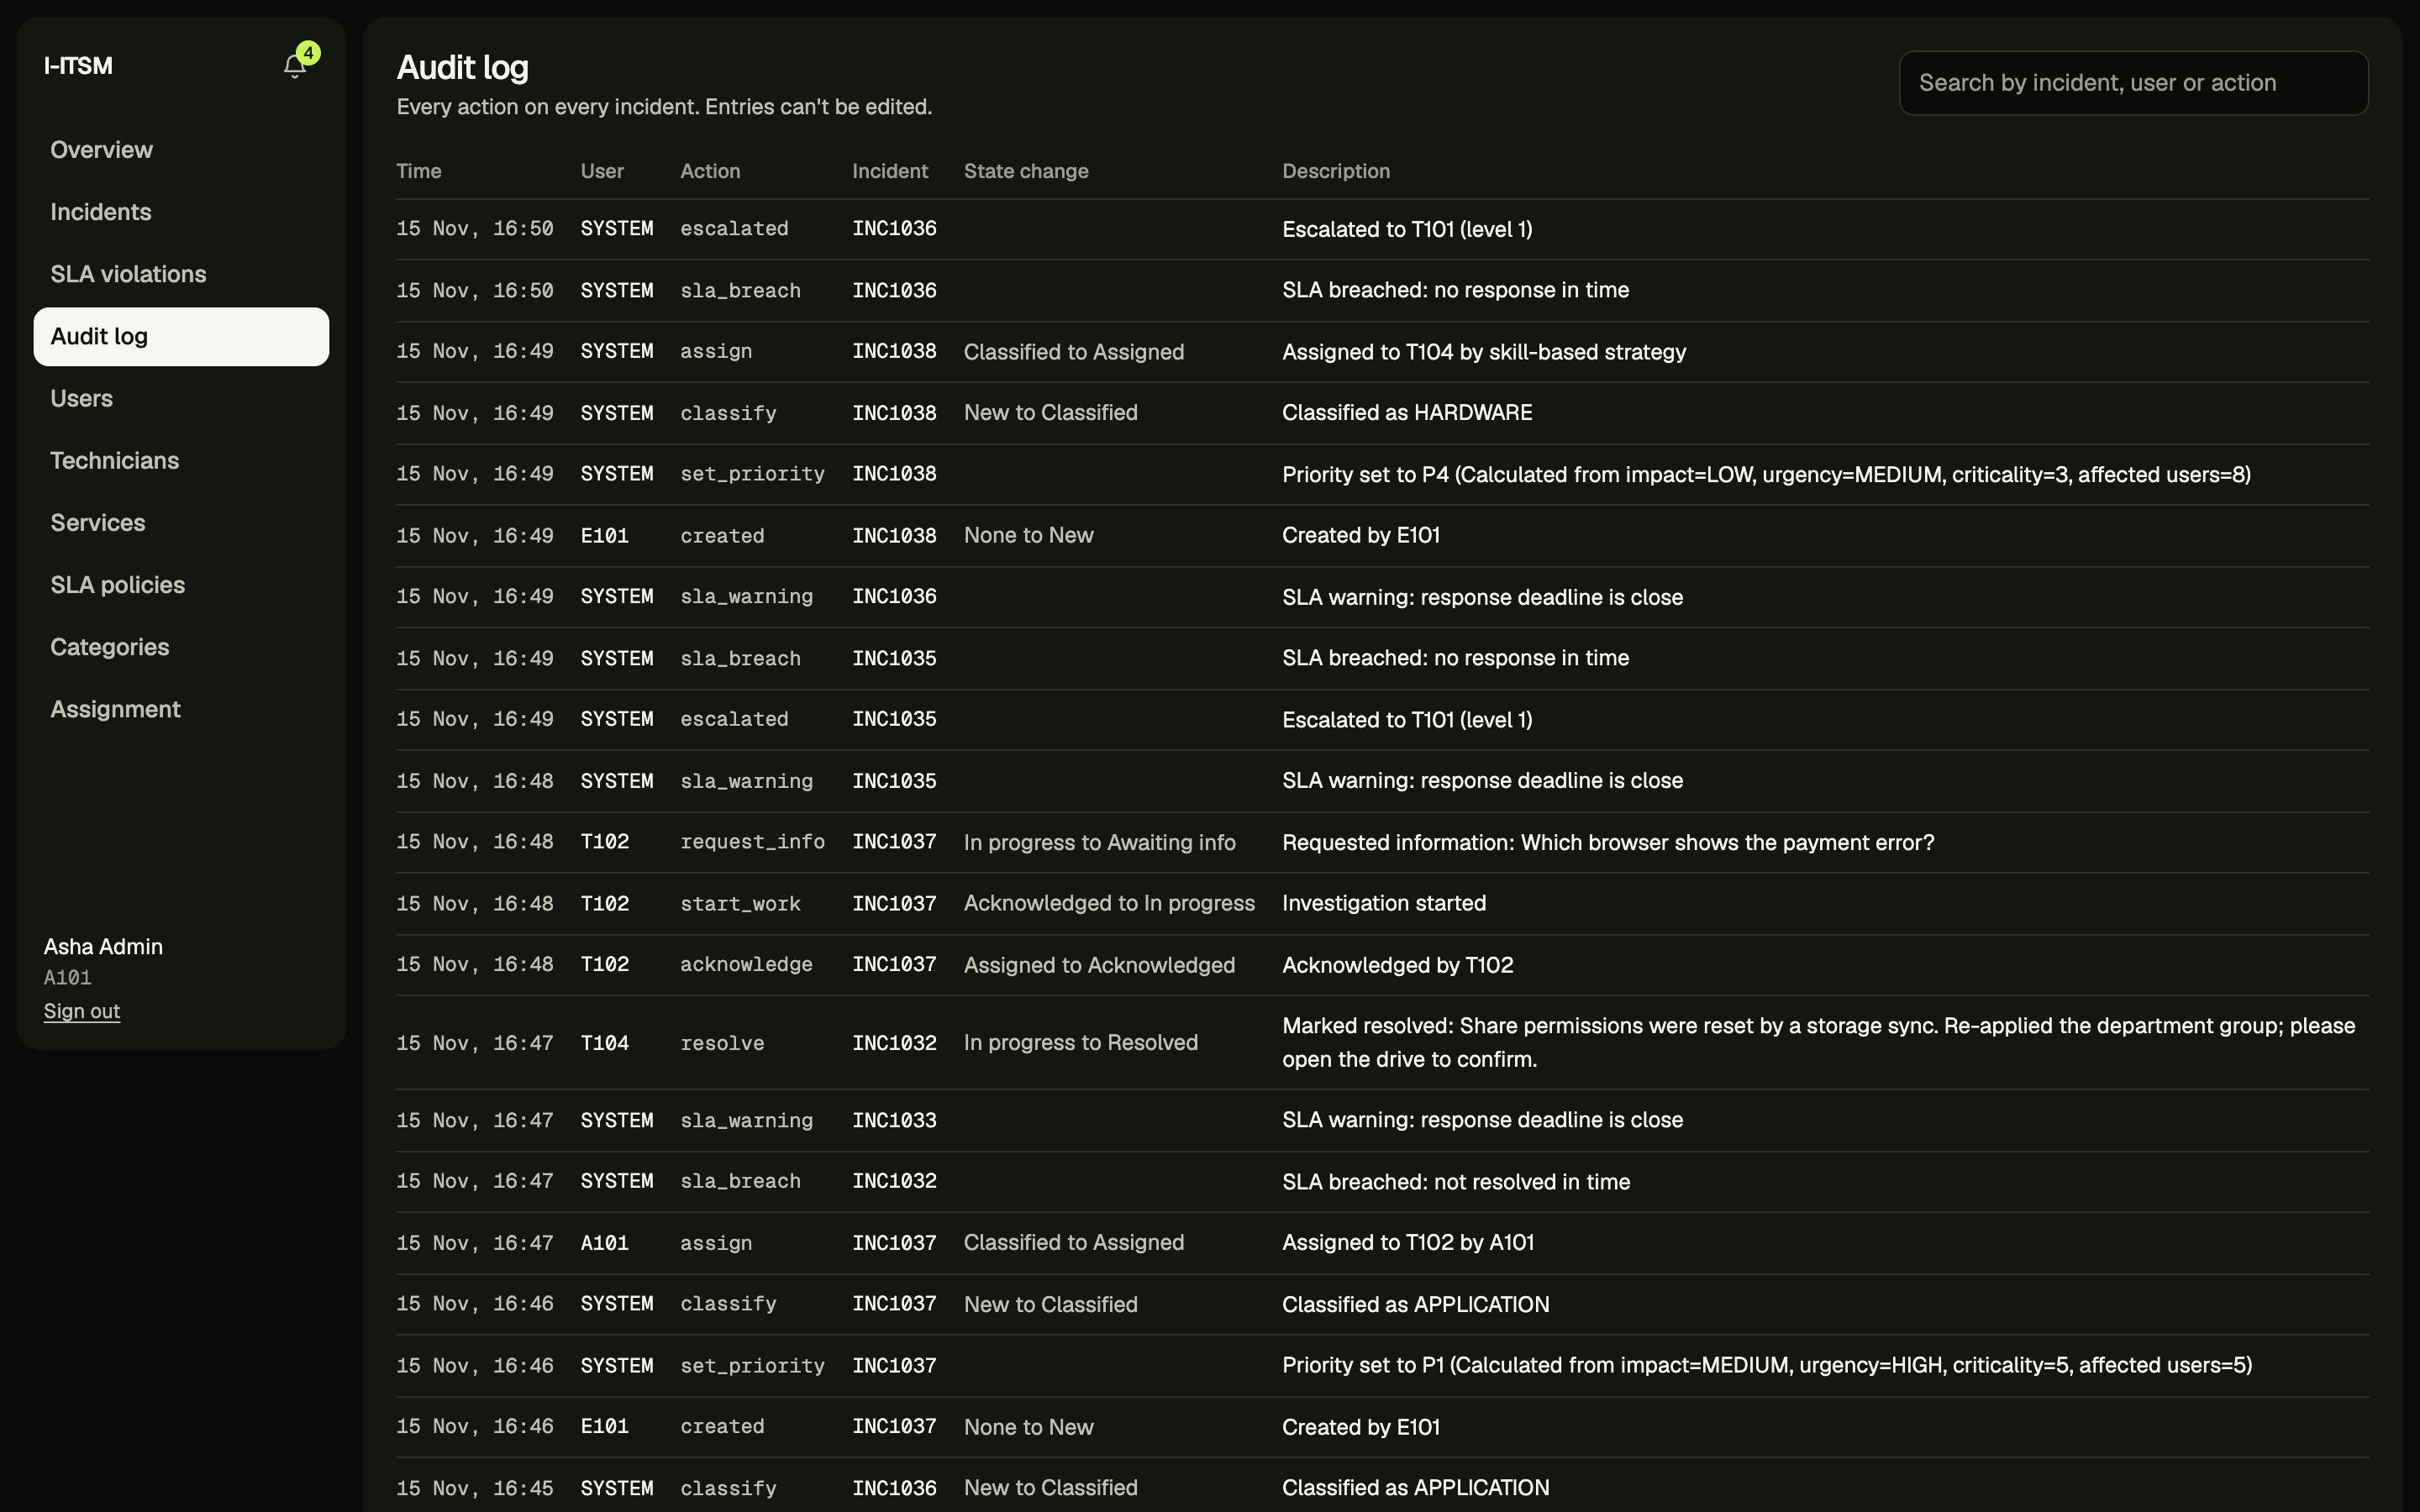 I-ITSM
4
Overview
Incidents
SLA violations
Audit log
Users
Technicians
Services
SLA policies
Categories
Assignment
Asha Admin
A101
Sign out
Audit log
Every action on every incident. Entries can't be edited.
Search by incident, user or action
Time User Action Incident State change Description
15 Nov, 16:50 SYSTEM escalated INC1036 Escalated to T101 (level 1)
15 Nov, 16:50 SYSTEM sla_breach INC1036 SLA breached: no response in time
15 Nov, 16:49 SYSTEM assign INC1038 Classified to Assigned Assigned to T104 by skill-based strategy
15 Nov, 16:49 SYSTEM classify INC1038 New to Classified Classified as HARDWARE
15 Nov, 16:49 SYSTEM set_priority INC1038 Priority set to P4 (Calculated from impact=LOW, urgency=MEDIUM, criticality=3, affected users=8)
15 Nov, 16:49 E101 created INC1038 None to New Created by E101
15 Nov, 16:49 SYSTEM sla_warning INC1036 SLA warning: response deadline is close
15 Nov, 16:49 SYSTEM sla_breach INC1035 SLA breached: no response in time
15 Nov, 16:49 SYSTEM escalated INC1035 Escalated to T101 (level 1)
15 Nov, 16:48 SYSTEM sla_warning INC1035 SLA warning: response deadline is close
15 Nov, 16:48 T102 request_info INC1037 In progress to Awaiting info Requested information: Which browser shows the payment error?
15 Nov, 16:48 T102 start_work INC1037 Acknowledged to In progress Investigation started
15 Nov, 16:48 T102 acknowledge INC1037 Assigned to Acknowledged Acknowledged by T102
15 Nov, 16:47 T104 resolve INC1032 In progress to Resolved Marked resolved: Share permissions were reset by a storage sync. Re-applied the department group; please
open the drive to confirm.
15 Nov, 16:47 SYSTEM sla_warning INC1033 SLA warning: response deadline is close
15 Nov, 16:47 SYSTEM sla_breach INC1032 SLA breached: not resolved in time
15 Nov, 16:47 A101 assign INC1037 Classified to Assigned Assigned to T102 by A101
15 Nov, 16:46 SYSTEM classify INC1037 New to Classified Classified as APPLICATION
15 Nov, 16:46 SYSTEM set_priority INC1037 Priority set to P1 (Calculated from impact=MEDIUM, urgency=HIGH, criticality=5, affected users=5)
15 Nov, 16:46 E101 created INC1037 None to New Created by E101
15 Nov, 16:45 SYSTEM classify INC1036 New to Classified Classified as APPLICATION